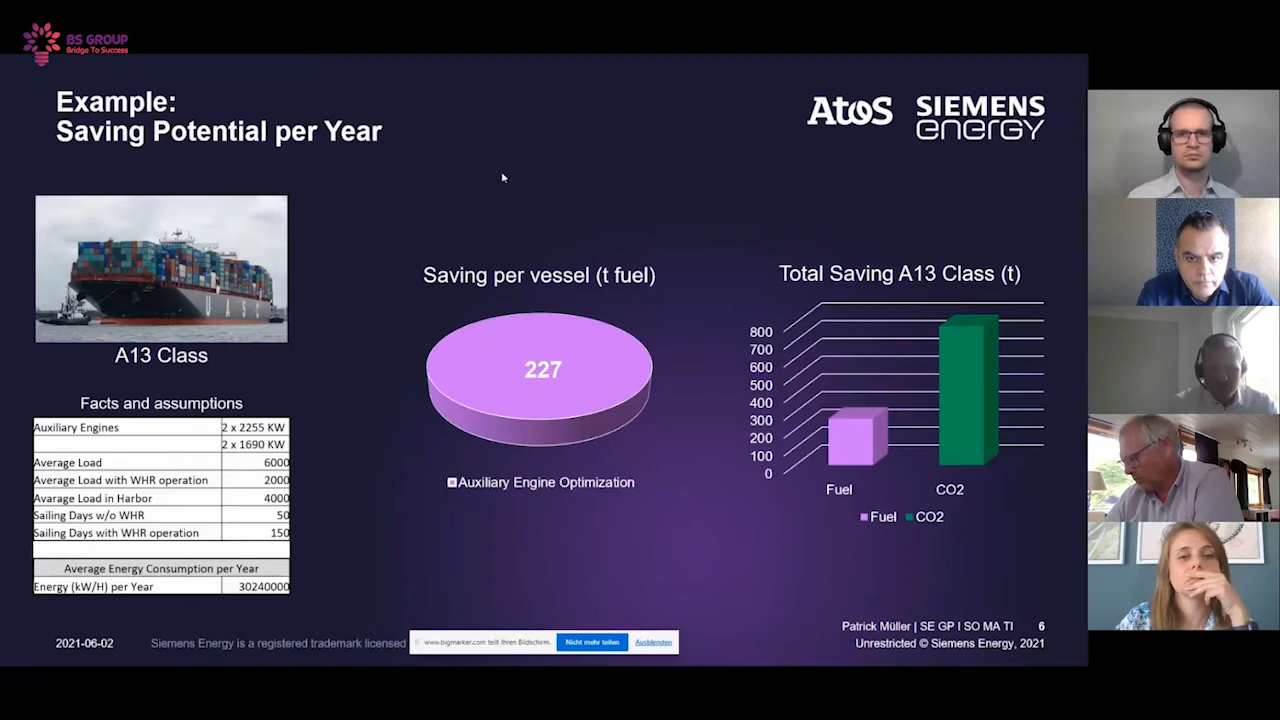 BS GROUP
Bridge To Success
Example:
Saving Potential per Year
Atos
SIEMENS
energy
UASC
A13 Class
Facts and assumptions
Auxiliary Engines 2 x 2255 KW
2 x 1690 KW
Average Load 6000
Average Load with WHR operation 2000
Avarage Load in Harbor 4000
Sailing Days w/o WHR 50
Sailing Days with WHR operation 150
Average Energy Consumption per Year
Energy (kW/H) per Year 30240000
Saving per vessel (t fuel)
227
Auxiliary Engine Optimization
Total Saving A13 Class (t)
800
700
600
500
400
300
200
100
0
Fuel CO2
Fuel CO2
2021-06-02
Siemens Energy is a registered trademark licensed
www.bigmarker.com teilt Ihren Bildschirm. Nicht mehr teilen Ausblenden
Patrick Müller | SE GP I SO MA TI 6
Unrestricted © Siemens Energy, 2021